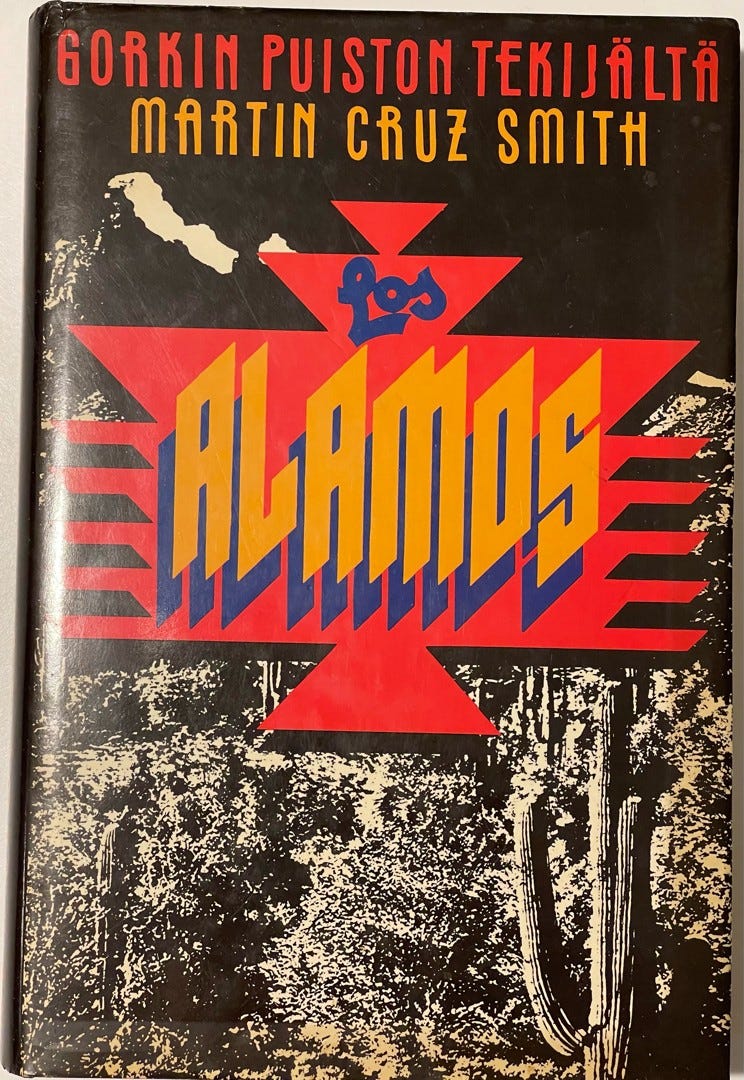 GORKIN PUISTON TEKIJÄLTÄ
MARTIN CRUZ SMITH
Los
ALAMOS